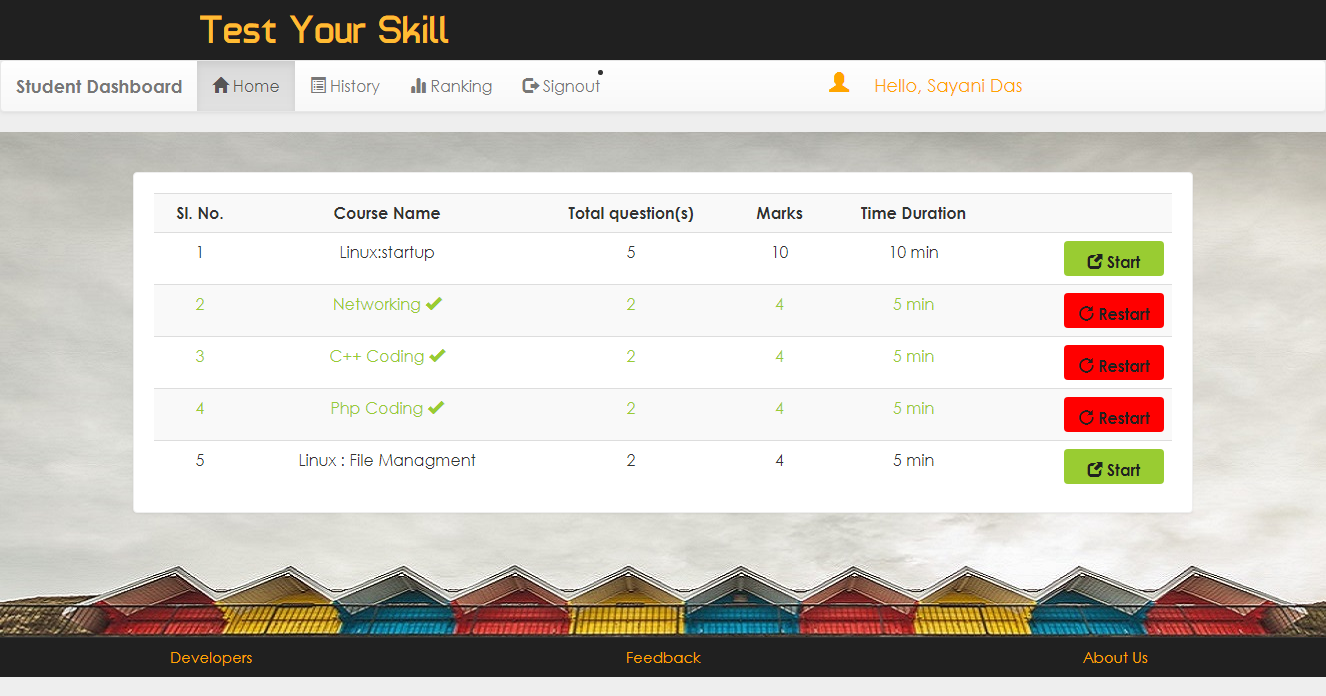 Test Your Skill
Student Dashboard Home History Ranking Signout Hello, Sayani Das
Sl. No. Course Name Total question(s) Marks Time Duration
1 Linux:startup 5 10 10 min Start
2 Networking 2 4 5 min Restart
3 C++ Coding 2 4 5 min Restart
4 Php Coding 2 4 5 min Restart
5 Linux : File Managment 2 4 5 min Start
Developers Feedback About Us